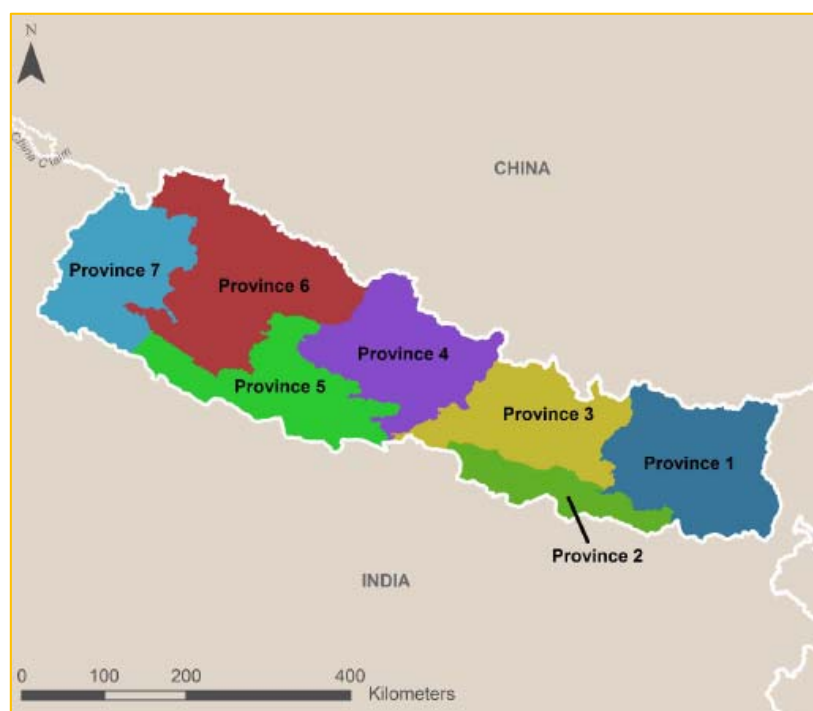 N
China Claim
CHINA
Province 7
Province 6
Province 4
Province 5
Province 3
Province 1
Province 2
INDIA
0 100 200 400
Kilometers